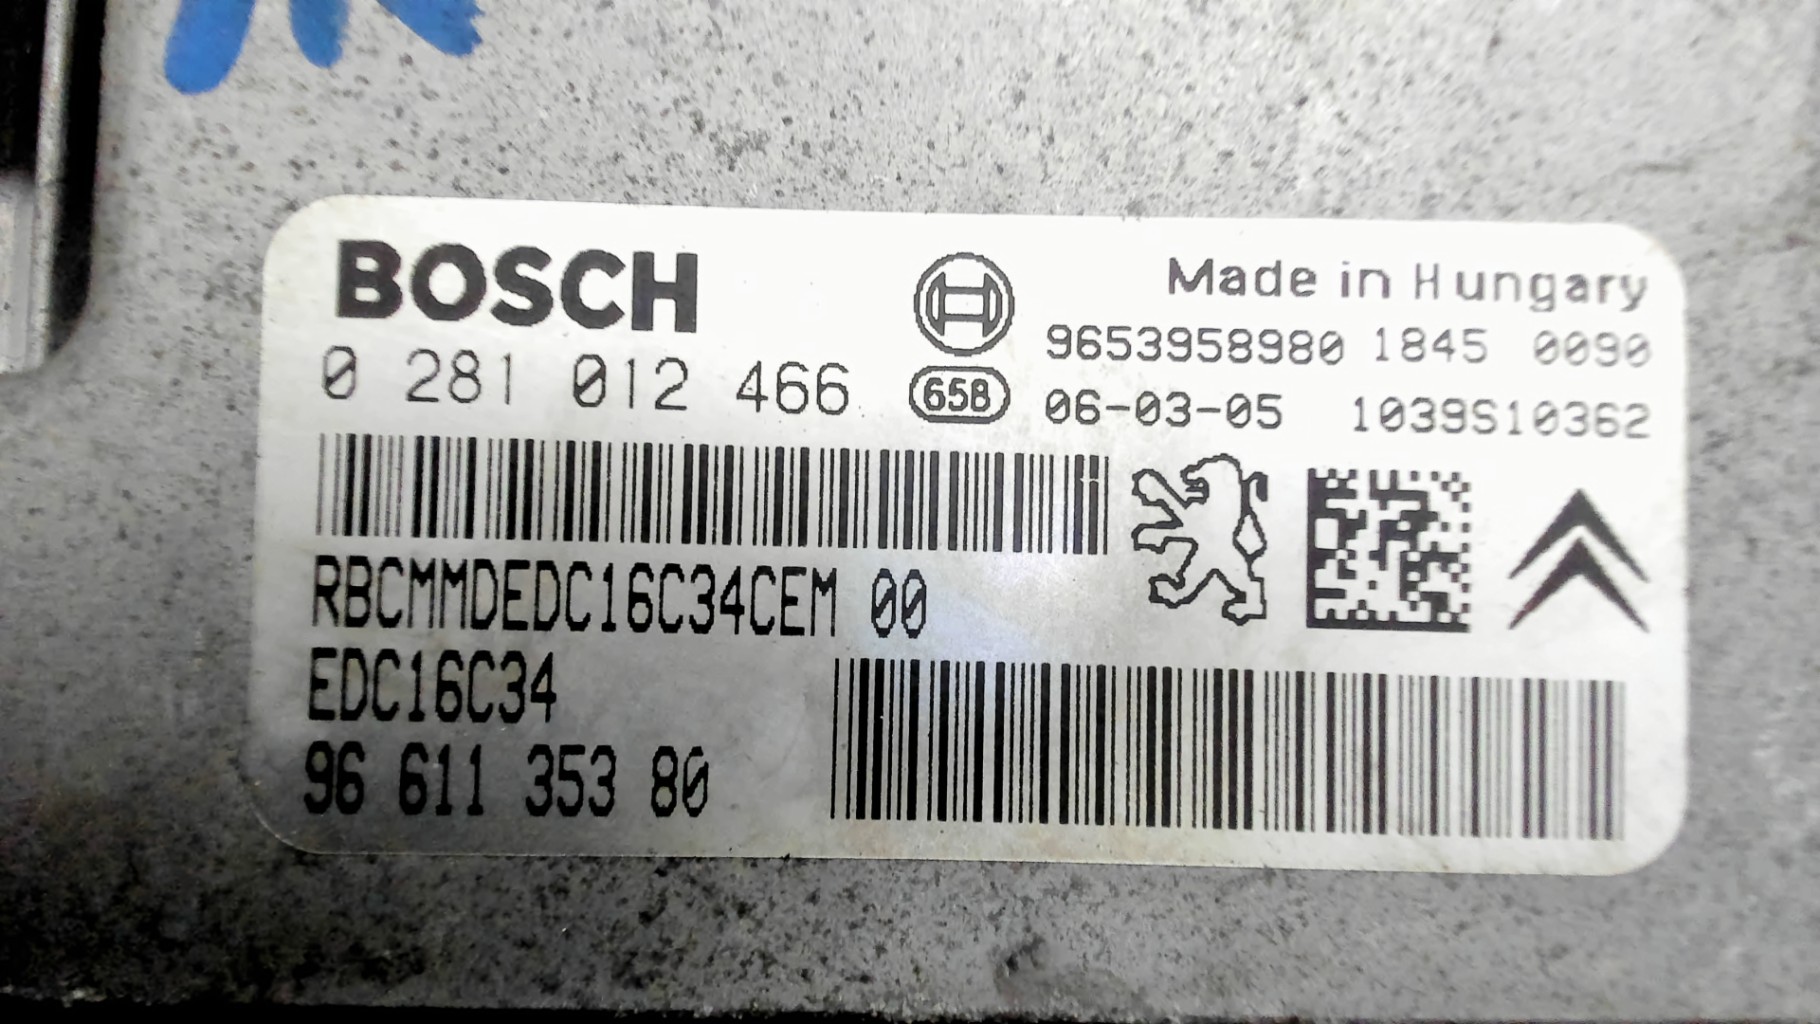 BOSCH
Made in Hungary
0 281 012 466
9653958980 1845 0090
658 06-03-05 1039S10362
RBCMMDEDC16C34CEM 00
EDC16C34
96 611 353 80